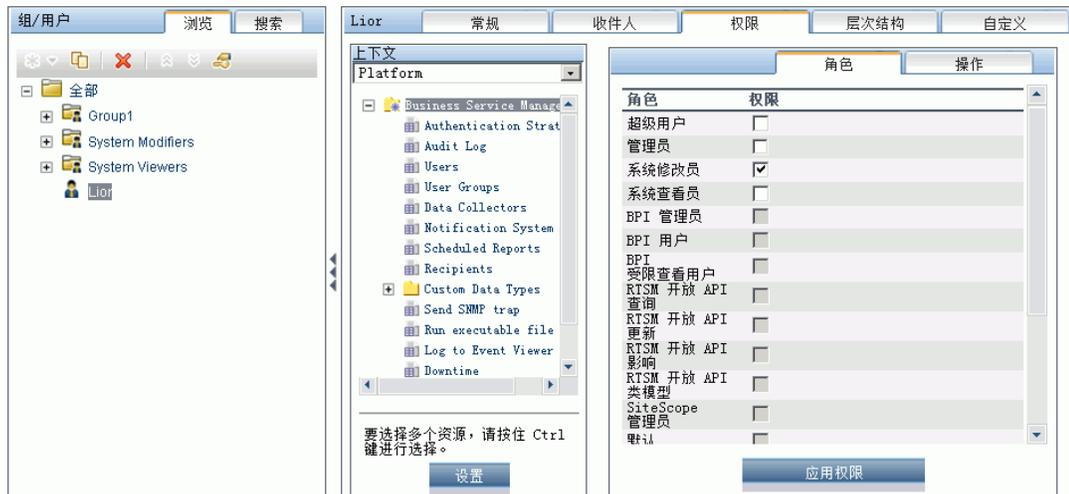 组/用户
浏览
搜索
全部
Group1
System Modifiers
System Viewers
Lior
Lior
常规
收件人
权限
层次结构
自定义
上下文
Platform
Business Service Manage
Authentication Strat
Audit Log
Users
User Groups
Data Collectors
Notification System
Scheduled Reports
Recipients
Custom Data Types
Send SNMP trap
Run executable file
Log to Event Viewer
Downtime
要选择多个资源，请按住 Ctrl
键进行选择。
设置
角色
操作
角色 权限
超级用户
管理员
系统修改员
系统查看员
BPI 管理员
BPI 用户
BPI
受限查看用户
RTSM 开放 API
查询
RTSM 开放 API
更新
RTSM 开放 API
影响
RTSM 开放 API
类模型
SiteScope
管理员
默认
应用权限